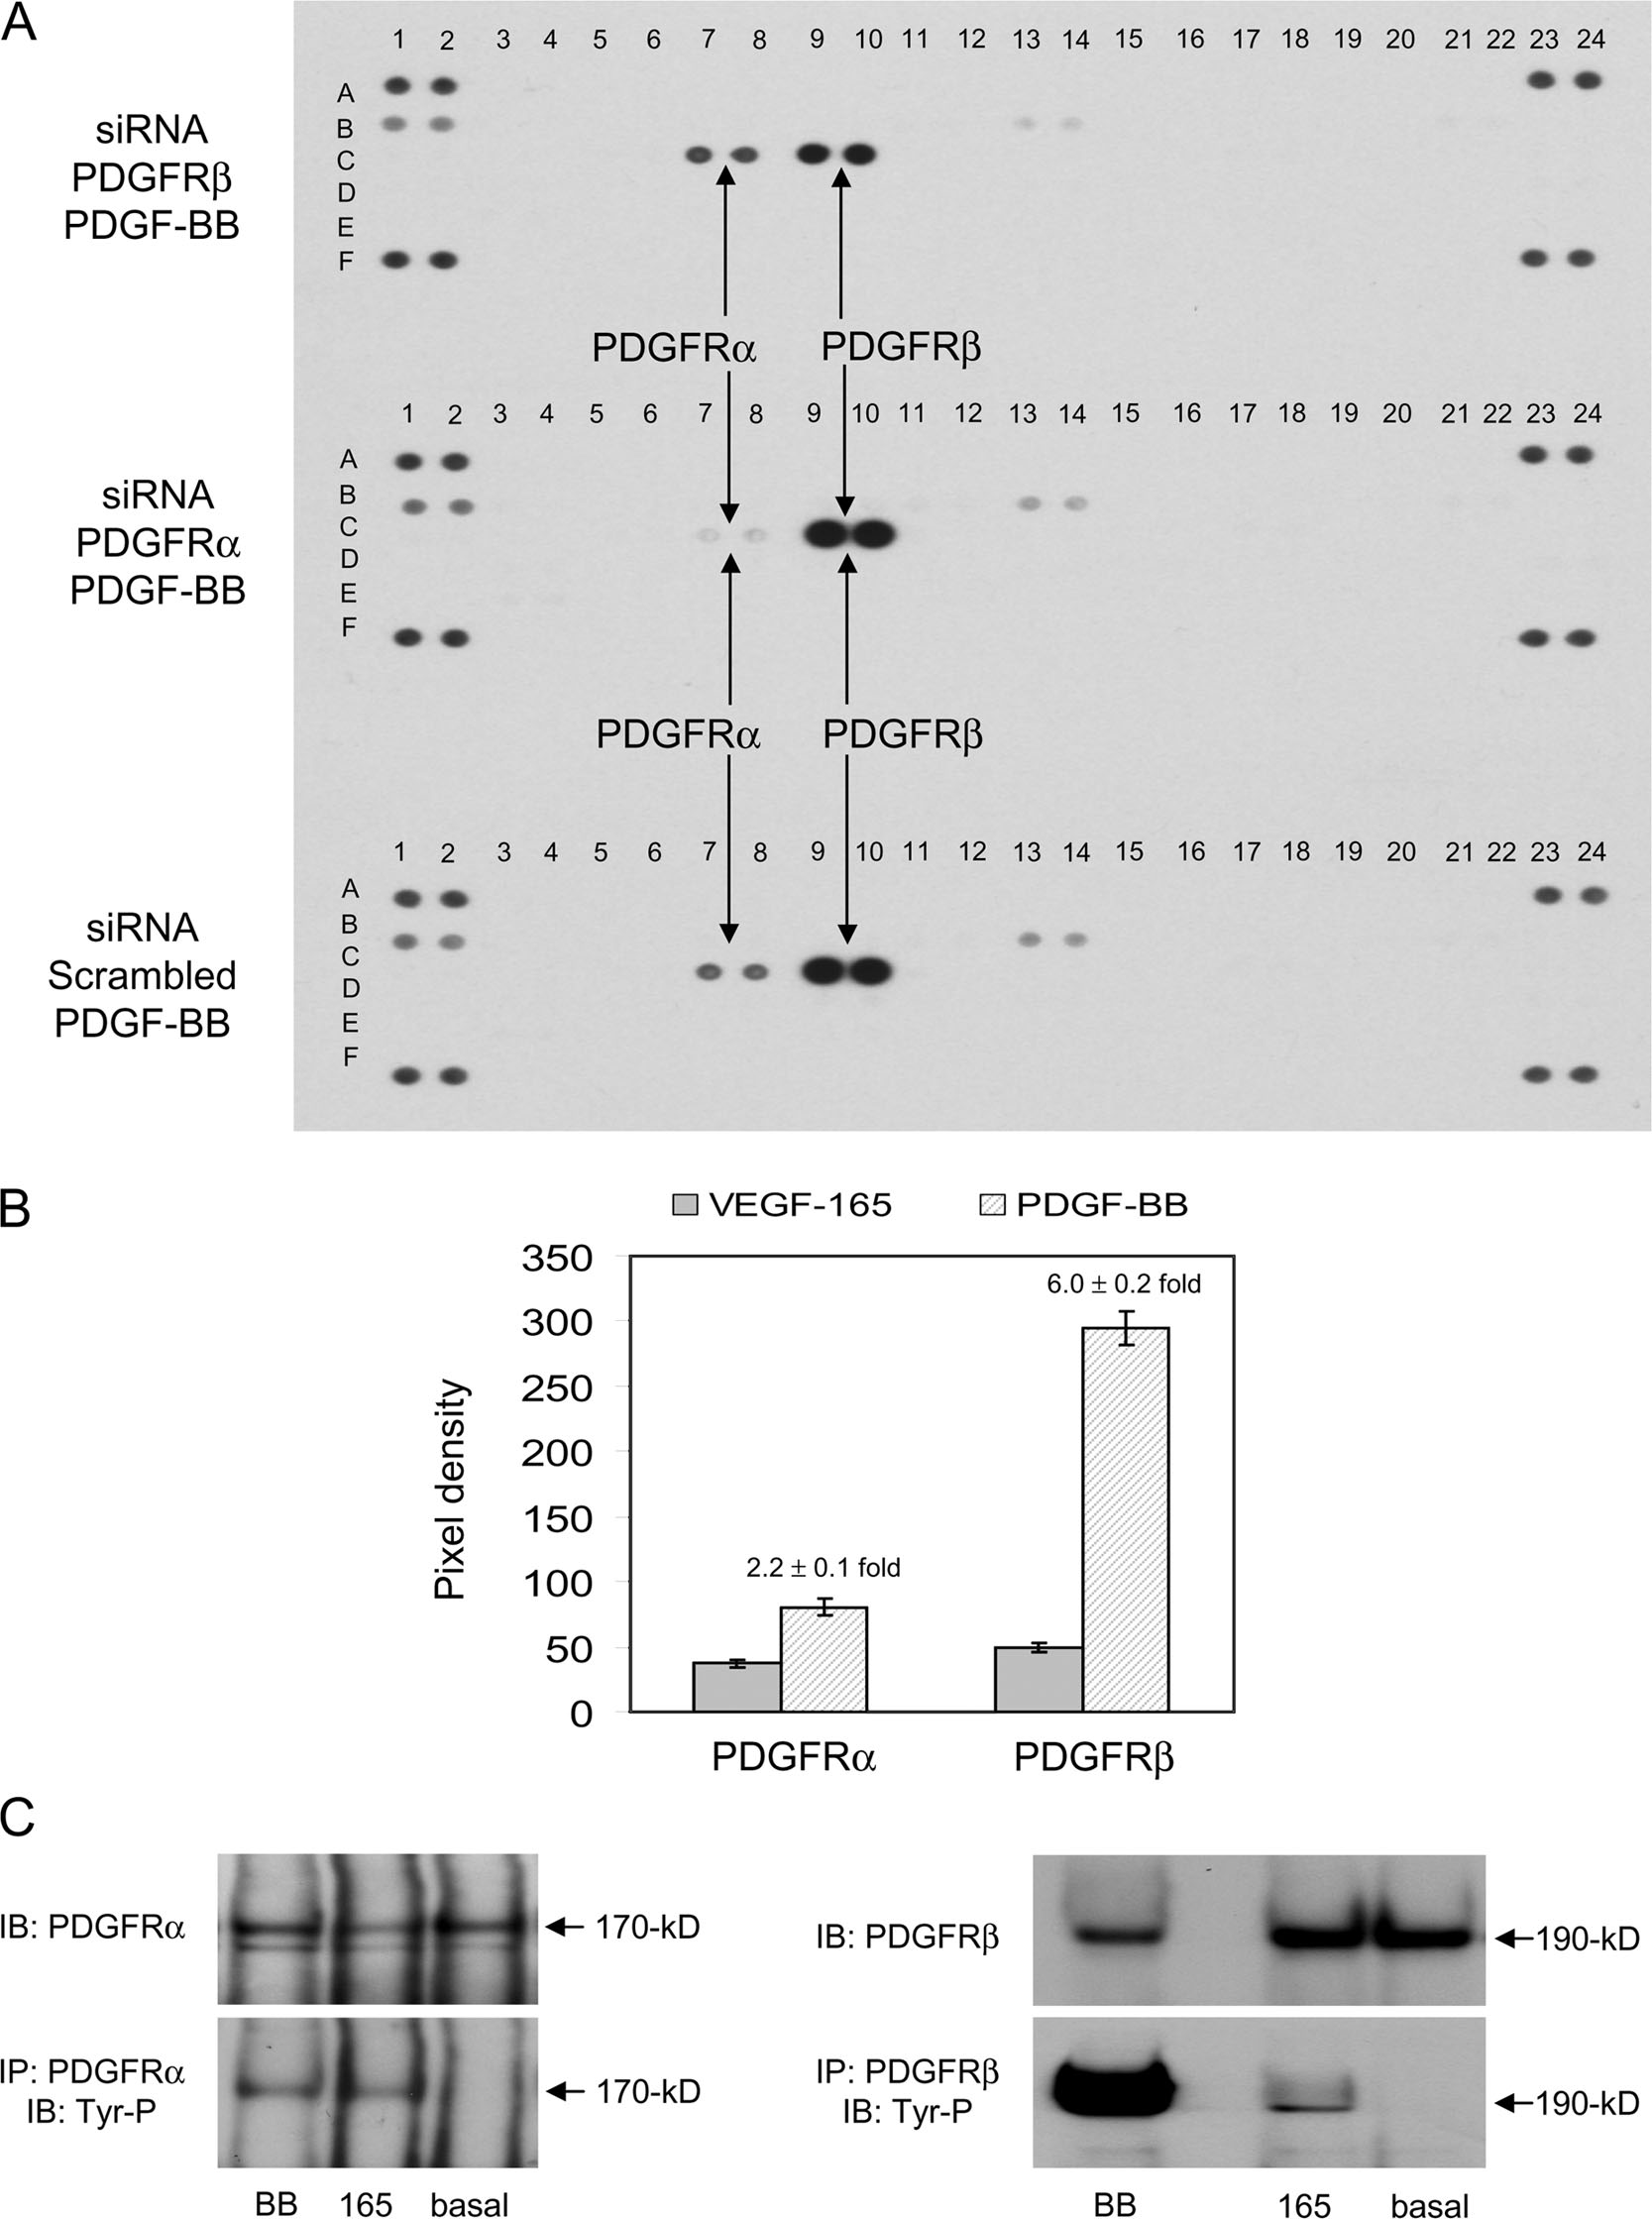 A
1 2 3 4 5 6 7 8 9 10 11 12 13 14 15 16 17 18 19 20 21 22 23 24
A
B
C
D
E
F
siRNA
PDGFRβ
PDGF-BB
PDGFRα PDGFRβ
1 2 3 4 5 6 7 8 9 10 11 12 13 14 15 16 17 18 19 20 21 22 23 24
A
B
C
D
E
F
siRNA
PDGFRα
PDGF-BB
PDGFRα PDGFRβ
1 2 3 4 5 6 7 8 9 10 11 12 13 14 15 16 17 18 19 20 21 22 23 24
A
B
C
D
E
F
siRNA
Scrambled
PDGF-BB
B
VEGF-165 PDGF-BB
350
300
250
200
150
100
50
0
Pixel density
6.0 ± 0.2 fold
2.2 ± 0.1 fold
PDGFRα PDGFRβ
C
IB: PDGFRα
170-kD
IP: PDGFRα
IB: Tyr-P
170-kD
BB 165 basal
IB: PDGFRβ
190-kD
IP: PDGFRβ
IB: Tyr-P
190-kD
BB 165 basal